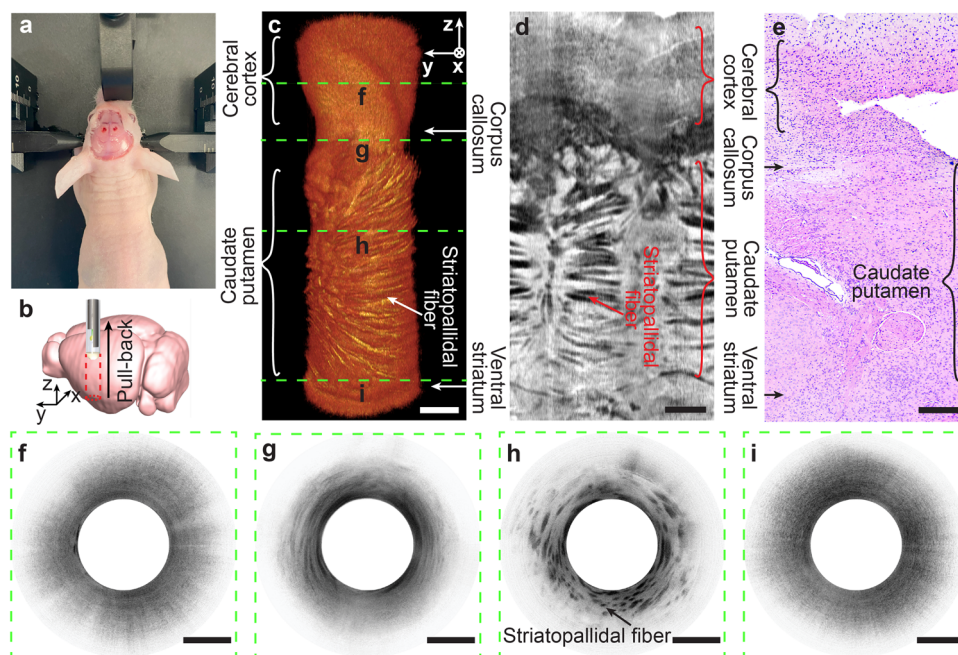 a
10
b
Pull-back
z
x
y
c
z
y
x
Cerebral
cortex
Corpus
callosum
Caudate
putamen
Striatopallidal
fiber
Ventral
striatum
f
g
h
i
d
Striatopallidal
fiber
Cerebral
cortex
Corpus
callosum
Caudate
putamen
Ventral
striatum
e
Caudate
putamen
f
g
h
Striatopallidal fiber
i